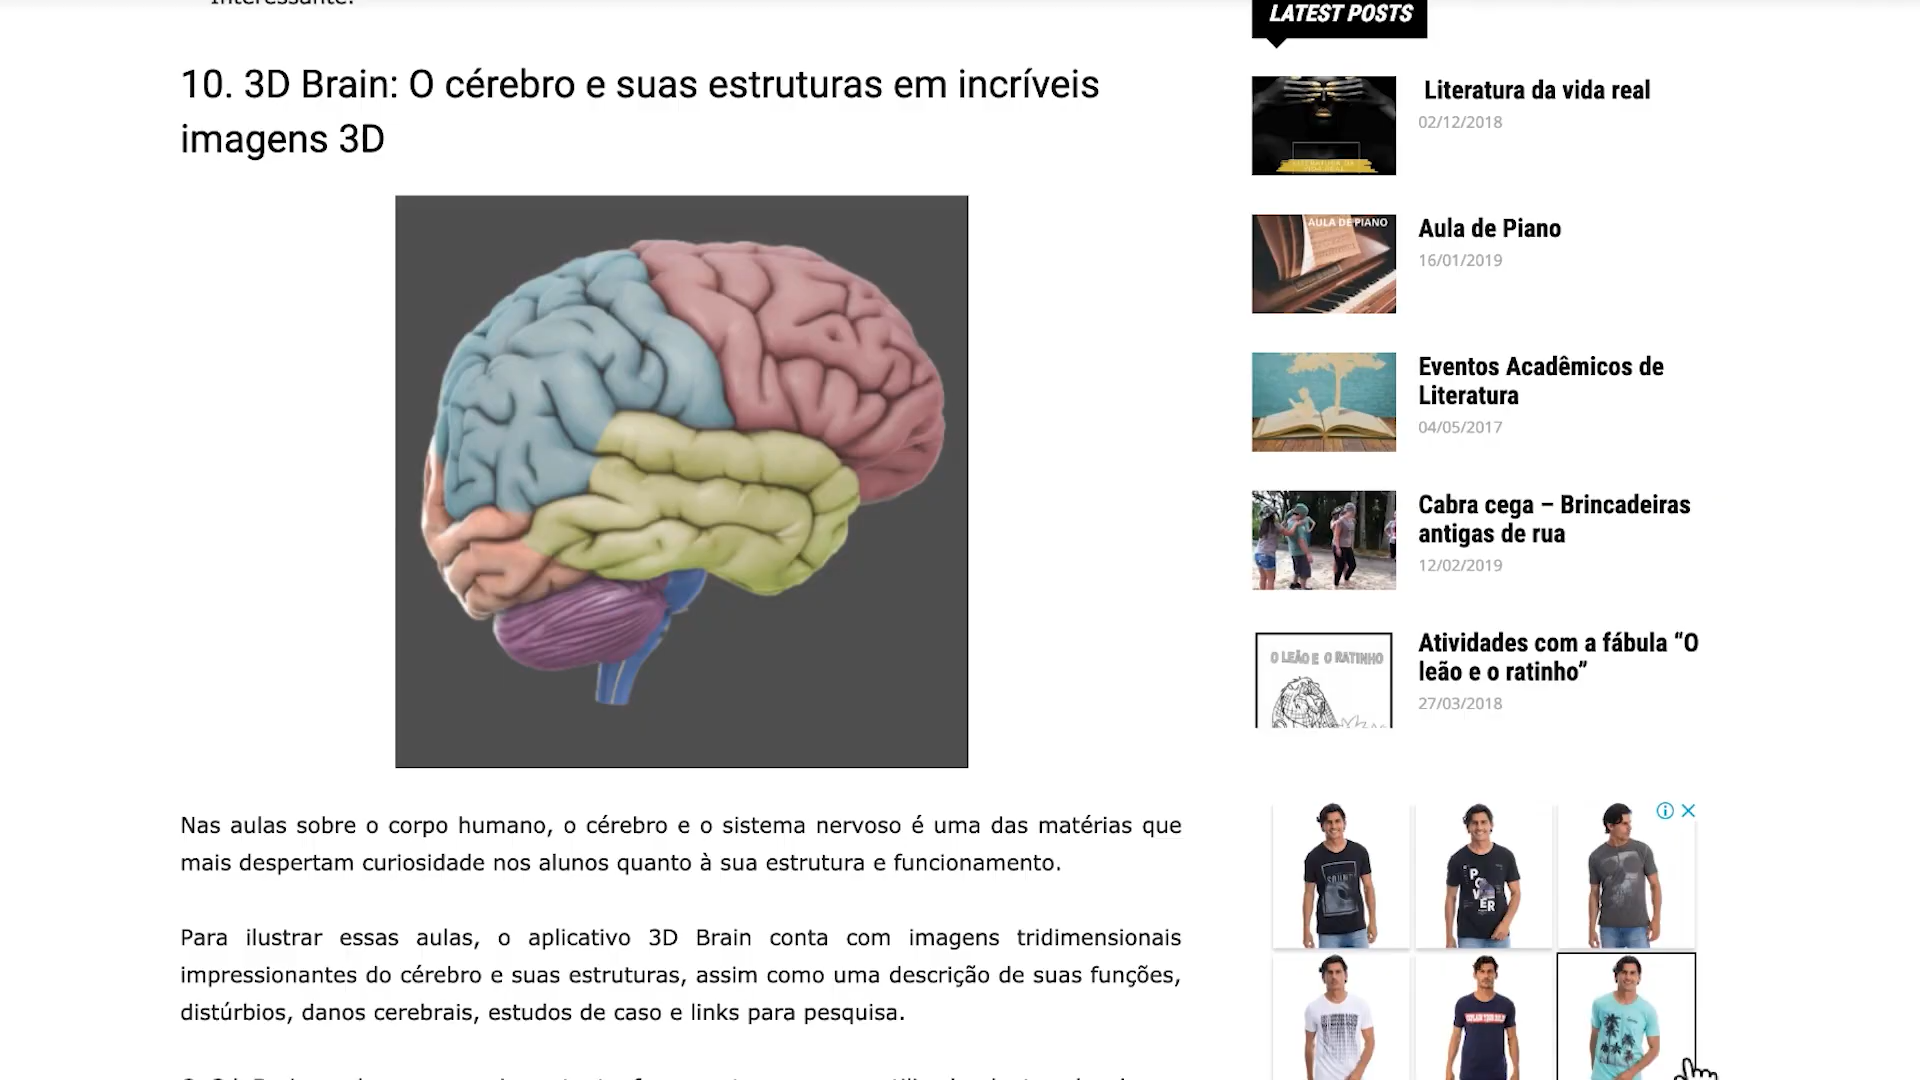 10. 3D Brain: O cérebro e suas estruturas em incríveis
imagens 3D
Nas aulas sobre o corpo humano, o cérebro e o sistema nervoso é uma das matérias que
mais despertam curiosidade nos alunos quanto à sua estrutura e funcionamento.
Para ilustrar essas aulas, o aplicativo 3D Brain conta com imagens tridimensionais
impressionantes do cérebro e suas estruturas, assim como uma descrição de suas funções,
distúrbios, danos cerebrais, estudos de caso e links para pesquisa.
LATEST POSTS
Literatura da vida real
02/12/2018
AULA DE PIANO
Aula de Piano
16/01/2019
Eventos Acadêmicos de
Literatura
04/05/2017
Cabra cega – Brincadeiras
antigas de rua
12/02/2019
O LEÃO E O RATINHO
Atividades com a fábula “O
leão e o ratinho”
27/03/2018
PO
W
ER